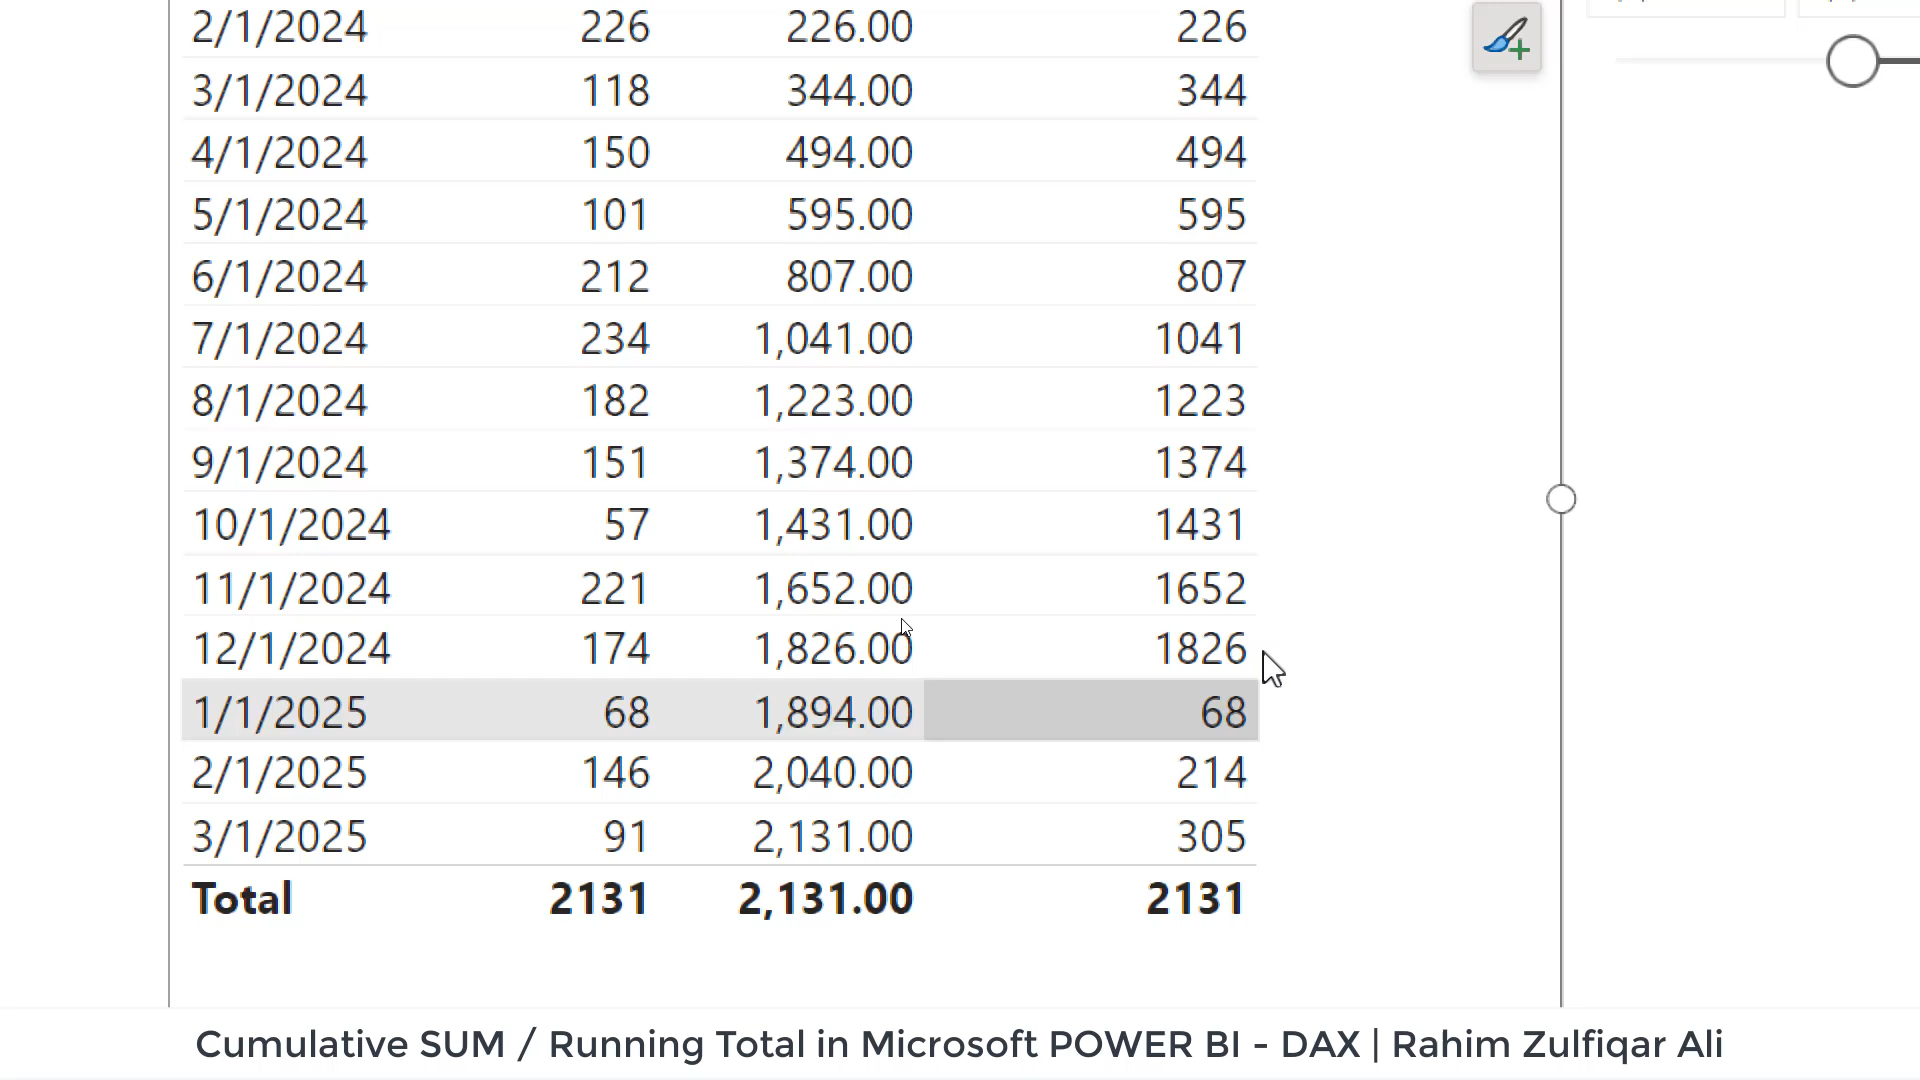 2/1/2024 226 226.00 226
3/1/2024 118 344.00 344
4/1/2024 150 494.00 494
5/1/2024 101 595.00 595
6/1/2024 212 807.00 807
7/1/2024 234 1,041.00 1041
8/1/2024 182 1,223.00 1223
9/1/2024 151 1,374.00 1374
10/1/2024 57 1,431.00 1431
11/1/2024 221 1,652.00 1652
12/1/2024 174 1,826.00 1826
1/1/2025 68 1,894.00 68
2/1/2025 146 2,040.00 214
3/1/2025 91 2,131.00 305
Total 2131 2,131.00 2131
Cumulative SUM / Running Total in Microsoft POWER BI - DAX | Rahim Zulfiqar Ali